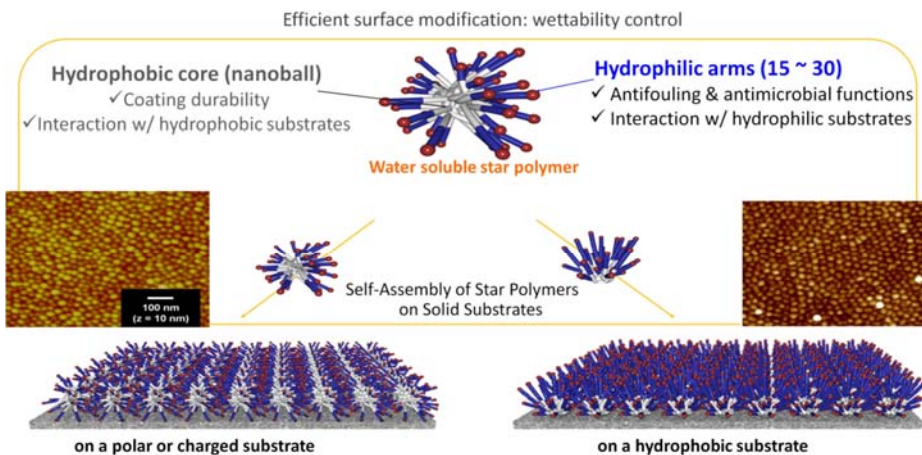 Efficient surface modification: wettability control
Hydrophobic core (nanoball)
✓Coating durability
✓Interaction w/ hydrophobic substrates
Hydrophilic arms (15 ~ 30)
✓ Antifouling & antimicrobial functions
✓ Interaction w/ hydrophilic substrates
Water soluble star polymer
Self-Assembly of Star Polymers
on Solid Substrates
100 nm
(z = 10 nm)
on a polar or charged substrate
on a hydrophobic substrate